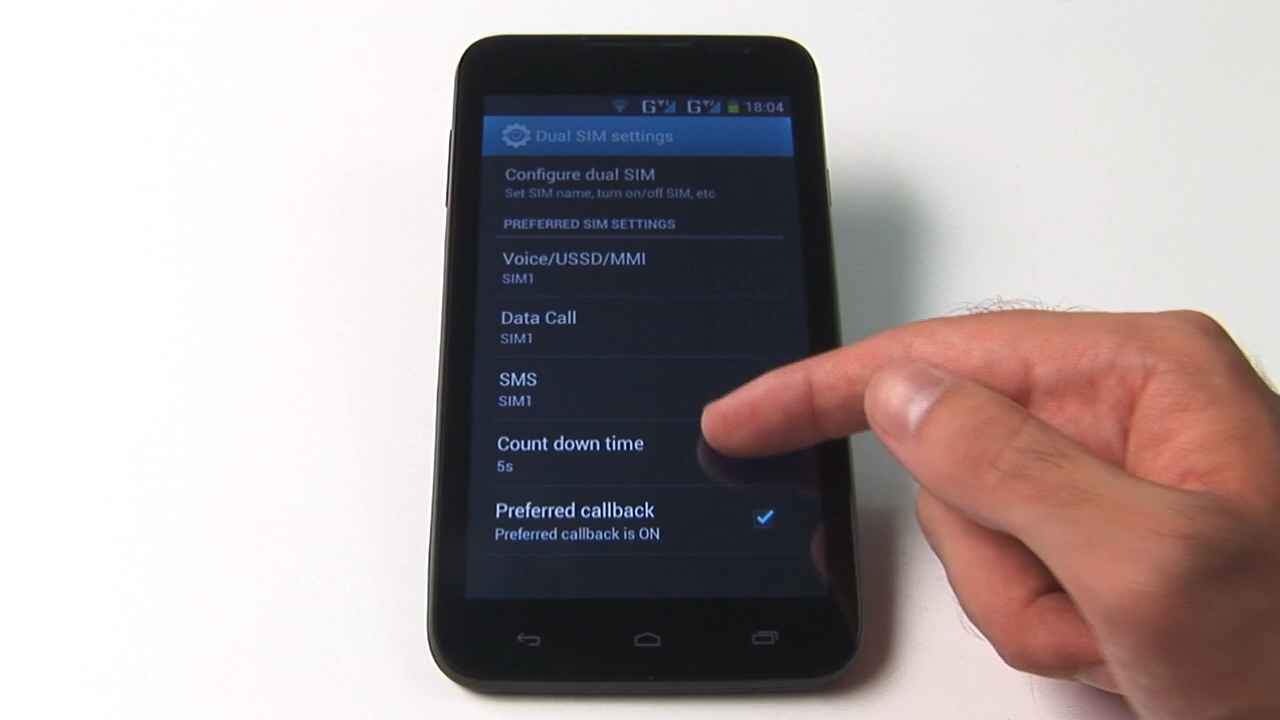 G G 18:04
Dual SIM settings
Configure dual SIM
Set SIM name, turn on/off SIM, etc
PREFERRED SIM SETTINGS
Voice/USSD/MMI
SIM1
Data Call
SIM1
SMS
SIM1
Count down time
5s
Preferred callback
Preferred callback is ON